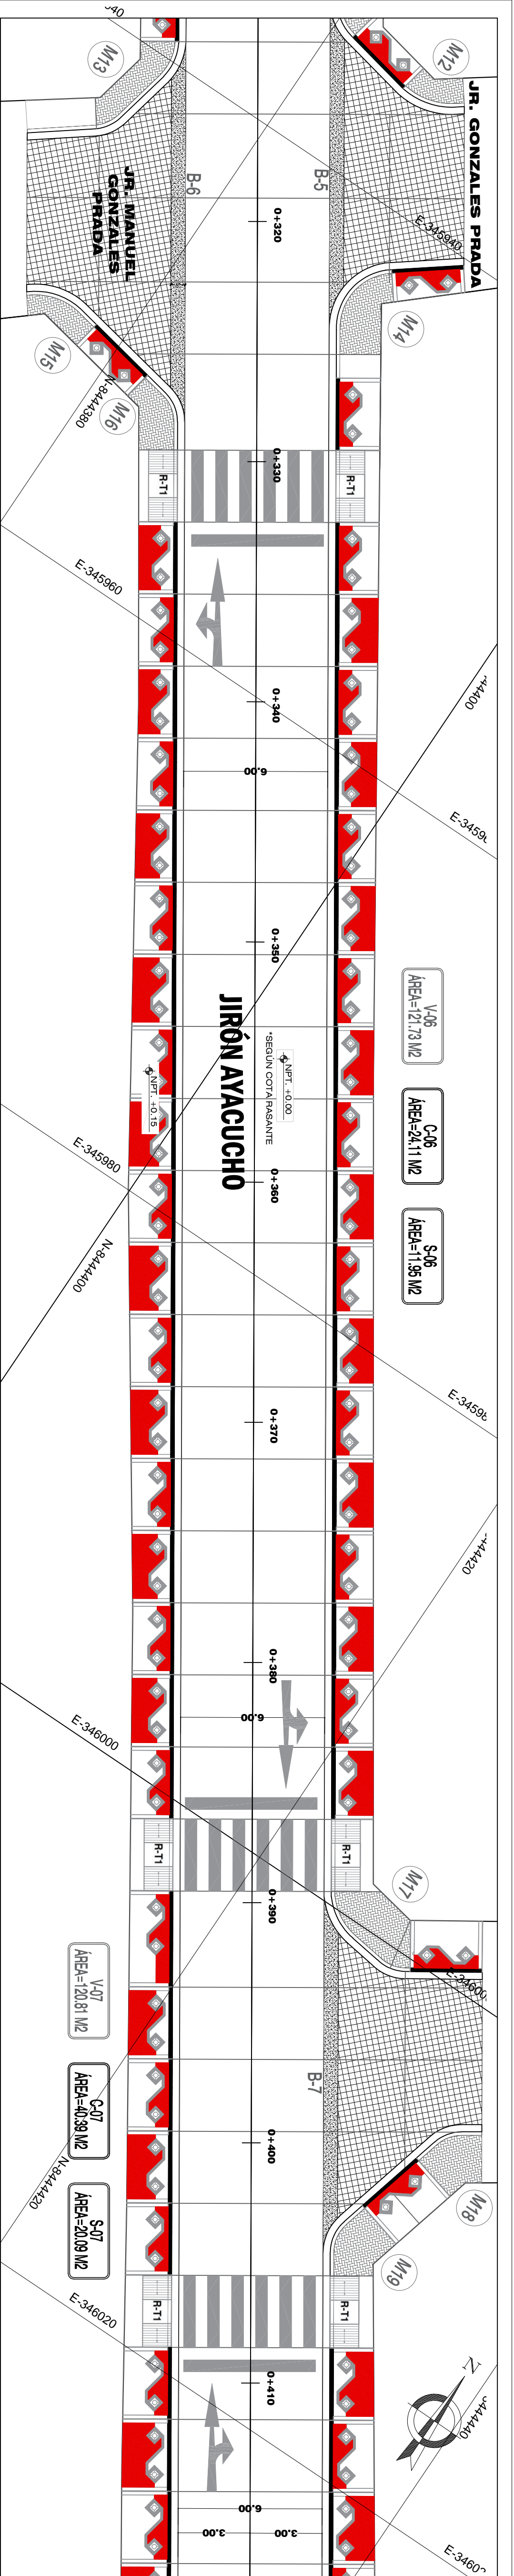 M13
M12
JR. GONZALES PRADA
JR. MANUEL
GONZALES
PRADA
B-6
B-5
0+320
E-345940
M14
M15
M16
N-8444380
0+330
R-T1
R-T1
E-345960
0+340
6.00
0+350
JIRÓN AYACUCHO
NPT. +0.00
*SEGÚN COTA RASANTE
NPT. +0.15
V-06
ÁREA=121.73 M2
C-06
ÁREA=24.11 M2
S-06
ÁREA=11.95 M2
E-345980
0+360
N-844400
0+370
0+380
6.00
E-346000
R-T1
R-T1
M17
0+390
V-07
ÁREA=120.81 M2
C-07
ÁREA=40.39 M2
S-07
ÁREA=20.09 M2
B-7
0+400
N-8444420
M18
M19
R-T1
R-T1
E-346020
0+410
N
6.00
3.00
3.00